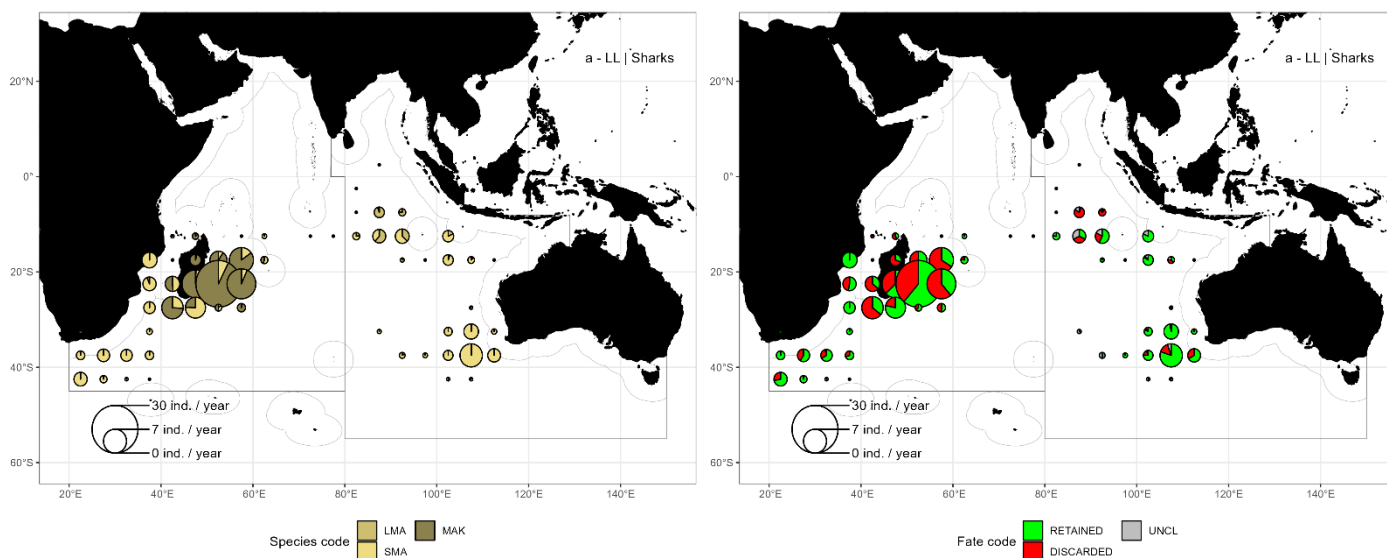 a - LL | Sharks
20°N
0°
20°S
40°S
60°S
30 ind. / year
7 ind. / year
0 ind. / year
20°E 40°E 60°E 80°E 100°E 120°E 140°E
Species code LMA MAK
SMA
a - LL | Sharks
20°N
0°
20°S
40°S
60°S
30 ind. / year
7 ind. / year
0 ind. / year
20°E 40°E 60°E 80°E 100°E 120°E 140°E
Fate code RETAINED UNCL
DISCARDED